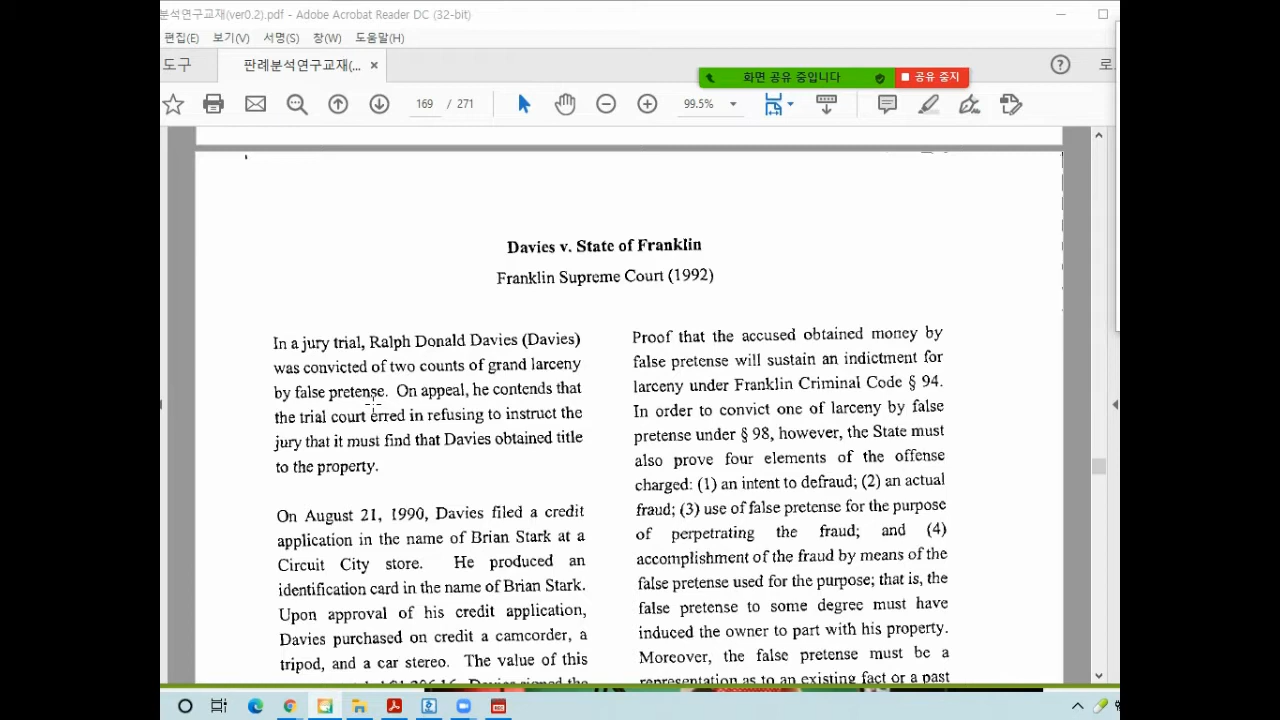 분석연구교재(ver0.2).pdf - Adobe Acrobat Reader DC (32-bit)
편집(E) 보기(V) 서명(S) 창(W) 도움말(H)
도구 판례분석연구교재(... ×
화면 공유 중입니다 공유 중지
169 / 271 99.5%
Davies v. State of Franklin
Franklin Supreme Court (1992)
In a jury trial, Ralph Donald Davies (Davies)
was convicted of two counts of grand larceny
by false pretense. On appeal, he contends that
the trial court erred in refusing to instruct the
jury that it must find that Davies obtained title
to the property.
On August 21, 1990, Davies filed a credit
application in the name of Brian Stark at a
Circuit City store. He produced an
identification card in the name of Brian Stark.
Upon approval of his credit application,
Davies purchased on credit a camcorder, a
tripod, and a car stereo. The value of this
Proof that the accused obtained money by
false pretense will sustain an indictment for
larceny under Franklin Criminal Code § 94.
In order to convict one of larceny by false
pretense under § 98, however, the State must
also prove four elements of the offense
charged: (1) an intent to defraud; (2) an actual
fraud; (3) use of false pretense for the purpose
of perpetrating the fraud; and (4)
accomplishment of the fraud by means of the
false pretense used for the purpose; that is, the
false pretense to some degree must have
induced the owner to part with his property.
Moreover, the false pretense must be a
representation as to an existing fact or a past